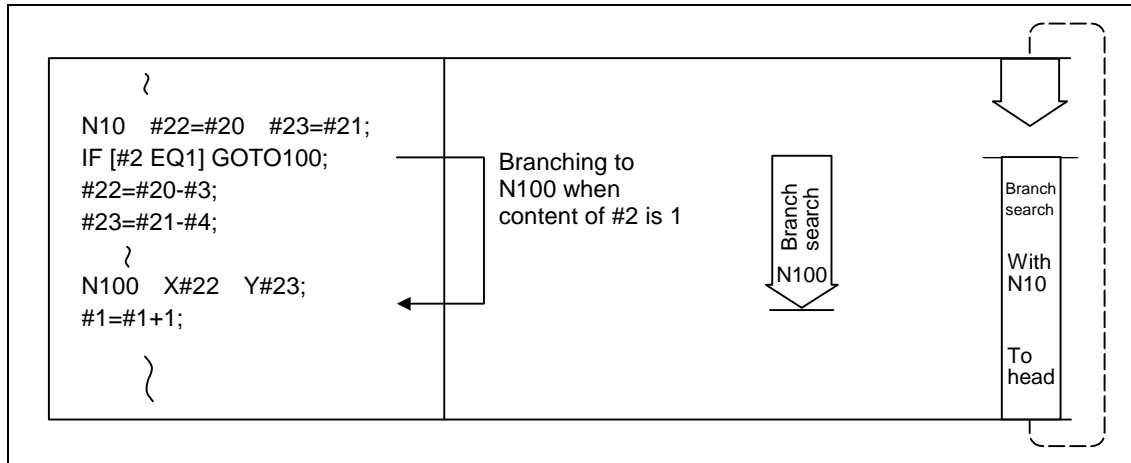 N10 #22=#20 #23=#21;
IF [#2 EQ1] GOTO100;
#22=#20-#3;
#23=#21-#4;
N100 X#22 Y#23;
#1=#1+1;
Branching to
N100 when
content of #2 is 1
Branch
search
N100
Branch
search
With
N10
To
head